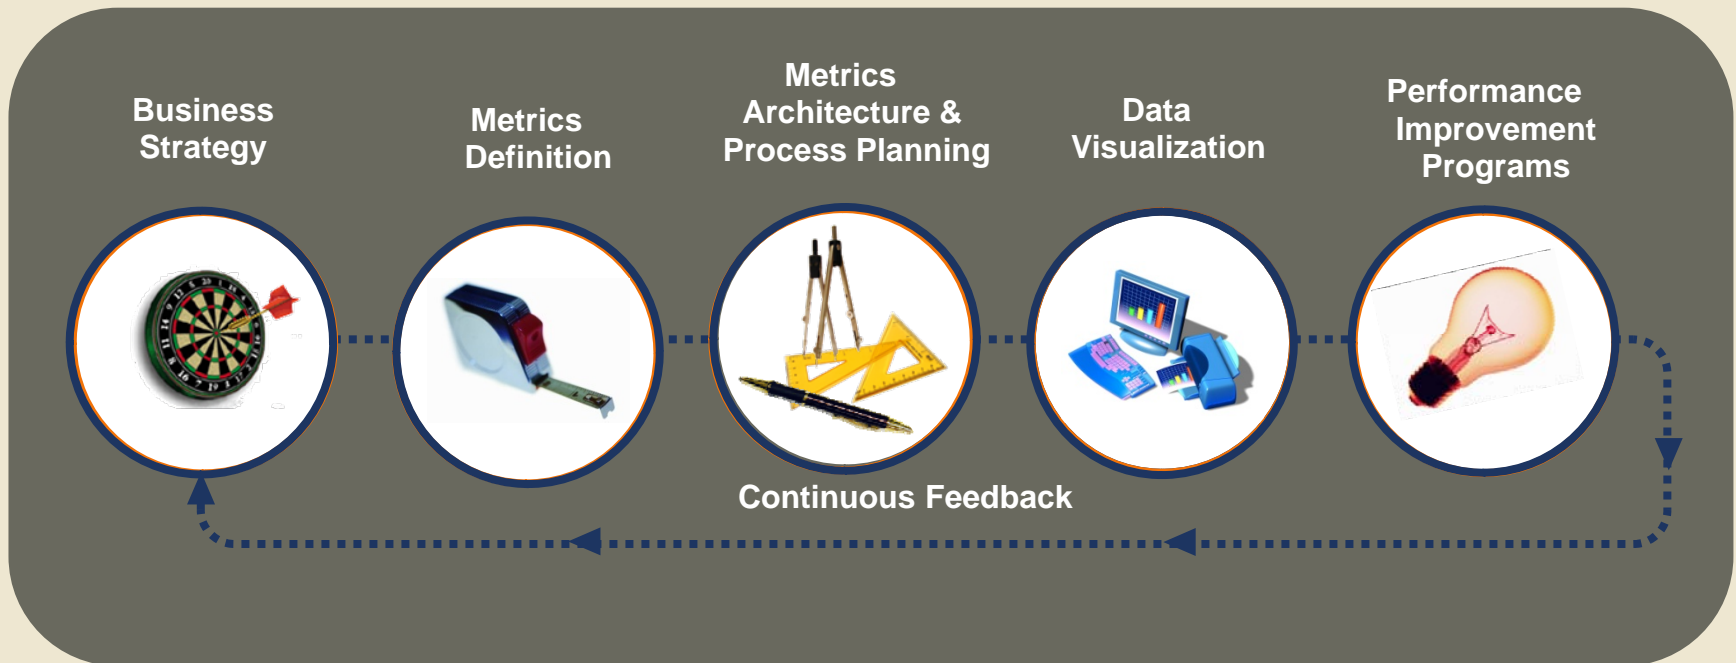 Business
Strategy
Metrics
Definition
Metrics
Architecture &
Process Planning
Data
Visualization
Performance
Improvement
Programs
Continuous Feedback